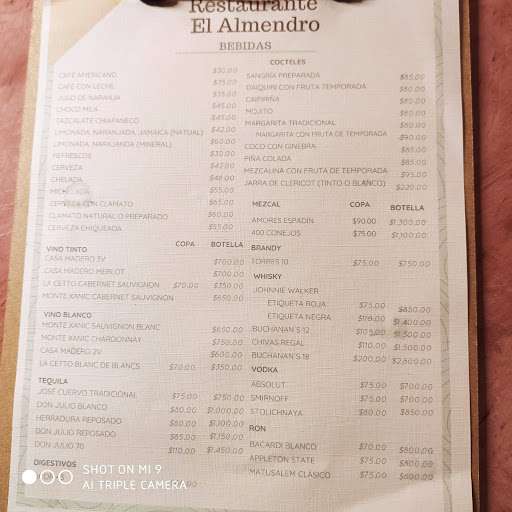 Restaurante
El Almendro
BEBIDAS
CAFÉ AMERICANO $30.00
CAFÉ CON LECHE $35.00
JUGO DE NARANJA $35.00
CHOCO MILK $45.00
TAZCALATE CHIAPANECO $45.00
LIMONADA, NARANJADA, JAMAICA (NATUAL) $42.00
LIMONADA, NARAJANDA (MINERAL) $60.00
REFRESCOS $30.00
CERVEZA $42.00
CHELADA $48.00
MICHELADA $55.00
CERVEZA CON CLAMATO $65.00
CLAMATO NATURAL O PREPARADO $60.00
CERVEZA CHIQUEADA
VINO TINTO COPA BOTELLA
CASA MADERO 3V $700.00
CASA MADERO MERLOT $700.00
LA CETTO CABERNET SAUVIGNON $70.00 $350.00
MONTE XANIC CABERNET SAUVIGNON $690.00
VINO BLANCO
MONTE XANIC SAUVIGNON BLANC $650.00
MONTE XANIC CHARDONNAY $750.00
CASA MADERO 2V $600.00
LA CETTO BLANC DE BLANCS $70.00 $350.00
TEQUILA
JOSÉ CUERVO TRADICIONAL $75.00 $750.00
DON JULIO BLANCO $80.00 $1,000.00
HERRADURA REPOSADO $80.00 $1,100.00
DON JULIO REPOSADO $85.00 $1,150.00
DON JULIO 70 $110.00 $1,450.00
DIGESTIVOS
COCTELES
SANGRÍA PREPARADA $85.00
DAIQUIRI CON FRUTA TEMPORADA $80.00
CAIPIRIÑA $80.00
MOJITO $80.00
MARGARITA TRADICIONAL $80.00
MARGARITA CON FRUTA DE TEMPORADA $90.00
COCO CON GINEBRA $85.00
PIÑA COLADA $85.00
MEZCALINA CON FRUTA DE TEMPORADA $95.00
JARRA DE CLERICOT (TINTO O BLANCO) $220.00
MEZCAL COPA BOTELLA
AMORES ESPADÍN $90.00 $1,300.00
400 CONEJOS $75.00 $1,100.00
BRANDY
TORRES 10 $75.00 $750.00
WHISKY
JOHNNIE WALKER
ETIQUETA ROJA $75.00 $850.00
ETIQUETA NEGRA $110.00 $1,400.00
BUCHANAN'S 12 $105.00 $1,500.00
CHIVAS REGAL $110.00 $1,500.00
BUCHANAN'S 18 $200.00 $2,800.00
VODKA
ABSOLUT $75.00 $700.00
SMIRNOFF $75.00 $700.00
STOLICHNAYA $80.00 $850.00
RON
BACARDI BLANCO $70.00 $800.00
APPLETON STATE $75.00 $800.00
MATUSALEM CLÁSICO $75.00 $800.00
SHOT ON MI 9
AI TRIPLE CAMERA